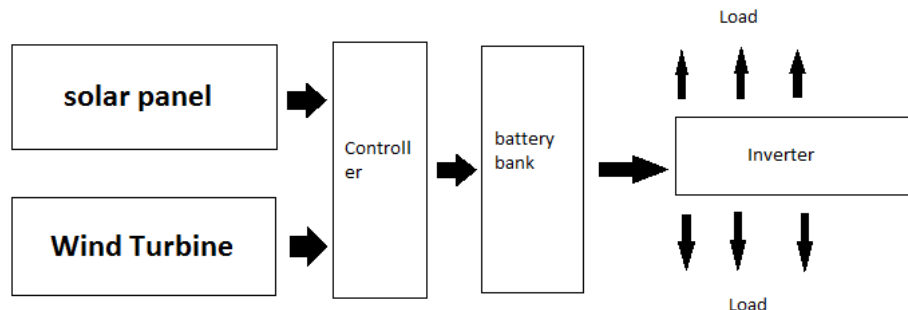 Load
solar panel
Controll
er
battery
bank
Inverter
Wind Turbine
Load